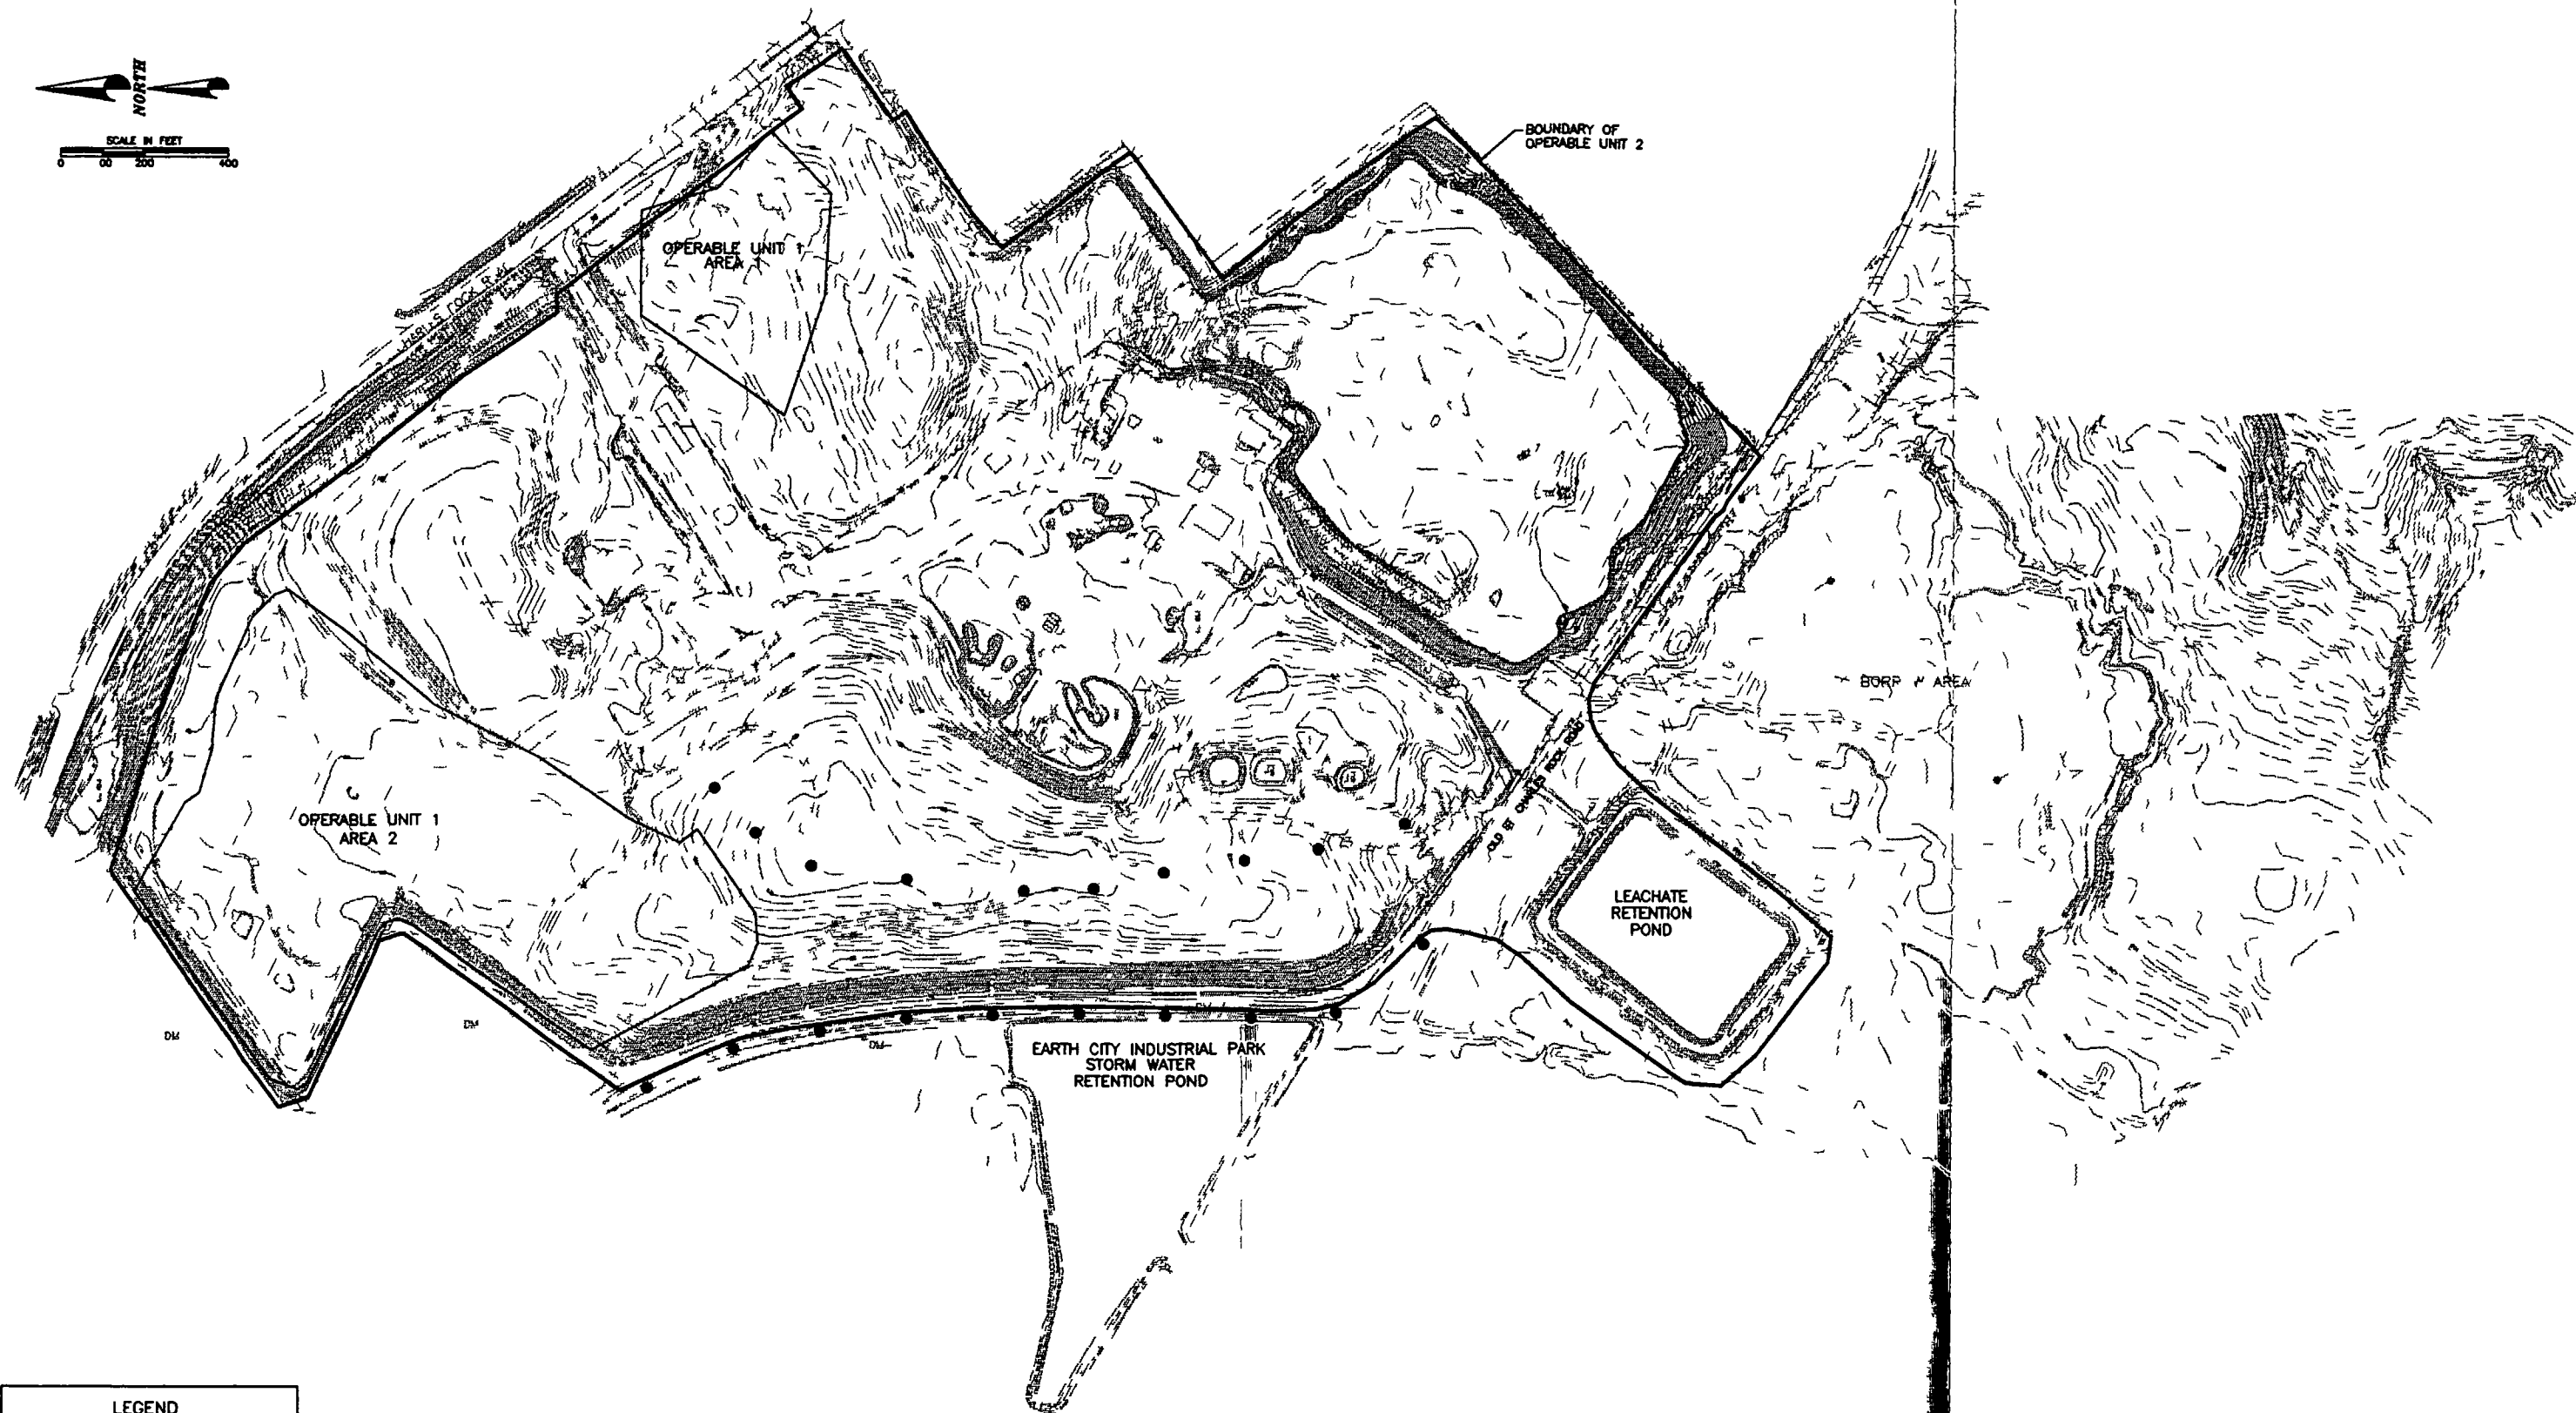 NORTH
SCALE IN FEET
0 00 200 400
BOUNDARY OF
OPERABLE UNIT 2
OPERABLE UNIT 1
AREA
OPERABLE UNIT 1
AREA 2
AREA
OLD ST CHARLES ROCK ROAD
LEACHATE
RETENTION
POND
EARTH CITY INDUSTRIAL PARK
STORM WATER
RETENTION POND
LEGEND